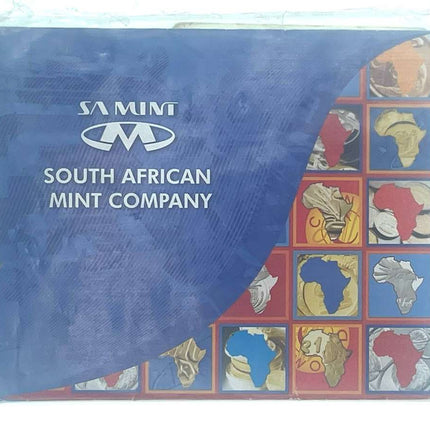 SA MINT
SOUTH AFRICAN
MINT COMPANY